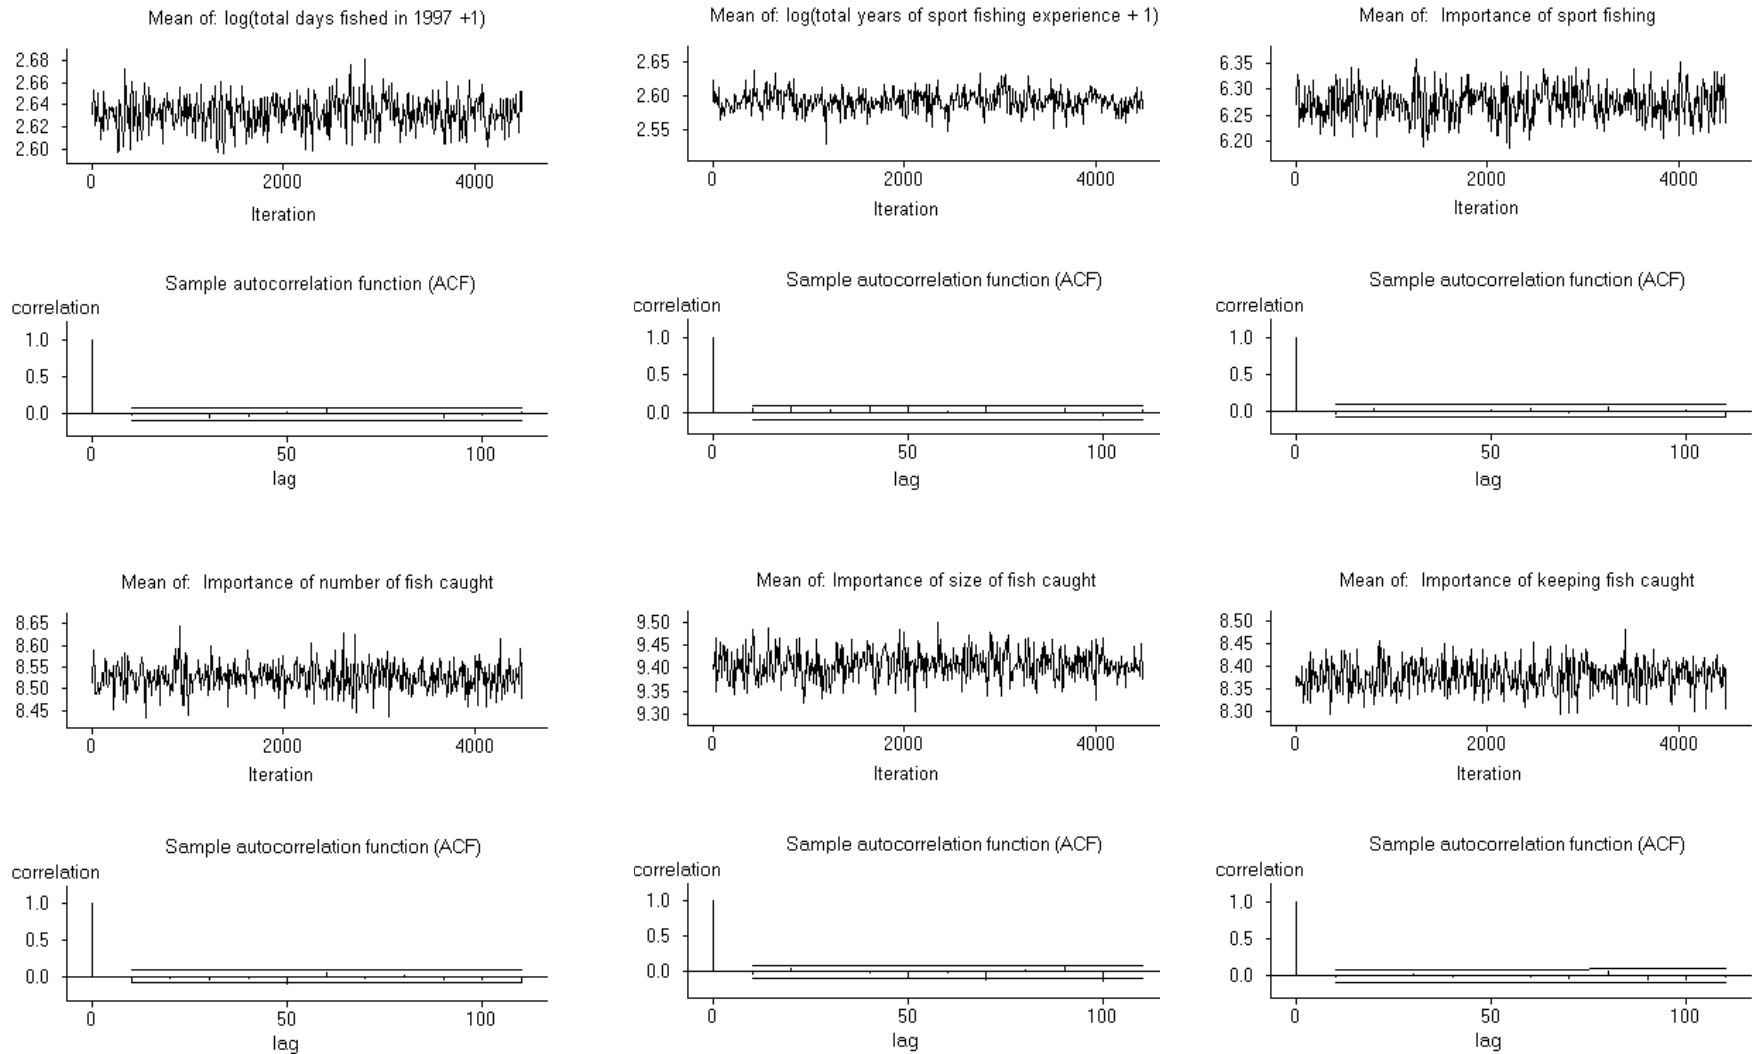 Mean of: log(total days fished in 1997 +1)
2.68
2.66
2.64
2.62
2.60
0 2000 4000
Iteration
Mean of: log(total years of sport fishing experience + 1)
2.65
2.60
2.55
0 2000 4000
Iteration
Mean of: Importance of sport fishing
6.35
6.30
6.25
6.20
0 2000 4000
Iteration
Sample autocorrelation function (ACF)
correlation
1.0
0.5
0.0
0 50 100
lag
Sample autocorrelation function (ACF)
correlation
1.0
0.5
0.0
0 50 100
lag
Sample autocorrelation function (ACF)
correlation
1.0
0.5
0.0
0 50 100
lag
Mean of: Importance of number of fish caught
8.65
8.60
8.55
8.50
8.45
0 2000 4000
Iteration
Mean of: Importance of size of fish caught
9.50
9.45
9.40
9.35
9.30
0 2000 4000
Iteration
Mean of: Importance of keeping fish caught
8.50
8.45
8.40
8.35
8.30
0 2000 4000
Iteration
Sample autocorrelation function (ACF)
correlation
1.0
0.5
0.0
0 50 100
lag
Sample autocorrelation function (ACF)
correlation
1.0
0.5
0.0
0 50 100
lag
Sample autocorrelation function (ACF)
correlation
1.0
0.5
0.0
0 50 100
lag